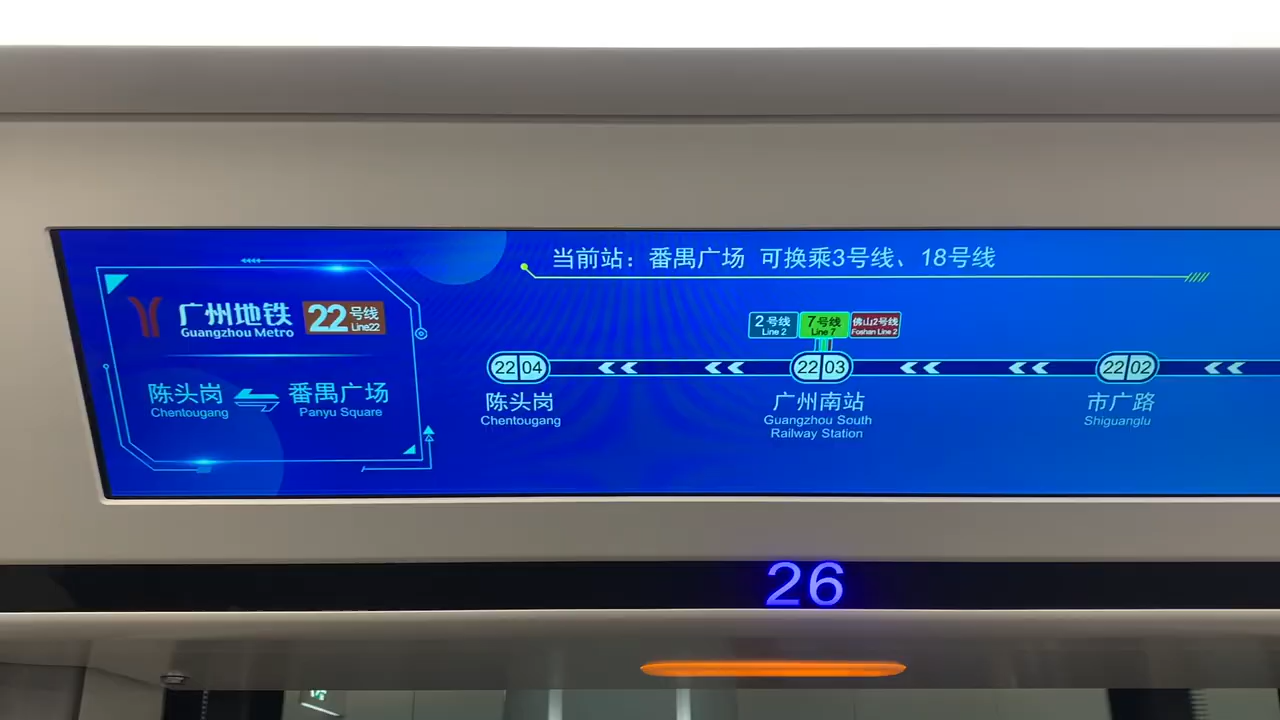 当前站：番禺广场 可换乘3号线、18号线
广州地铁
Guangzhou Metro
22号线
Line22
陈头岗
Chentougang
番禺广场
Panyu Square
2号线
Line 2
7号线
Line 7
佛山2号线
Foshan Line 2
22 04
22 03
22 02
陈头岗
Chentougang
广州南站
Guangzhou South
Railway Station
市广路
Shiguanglu
26